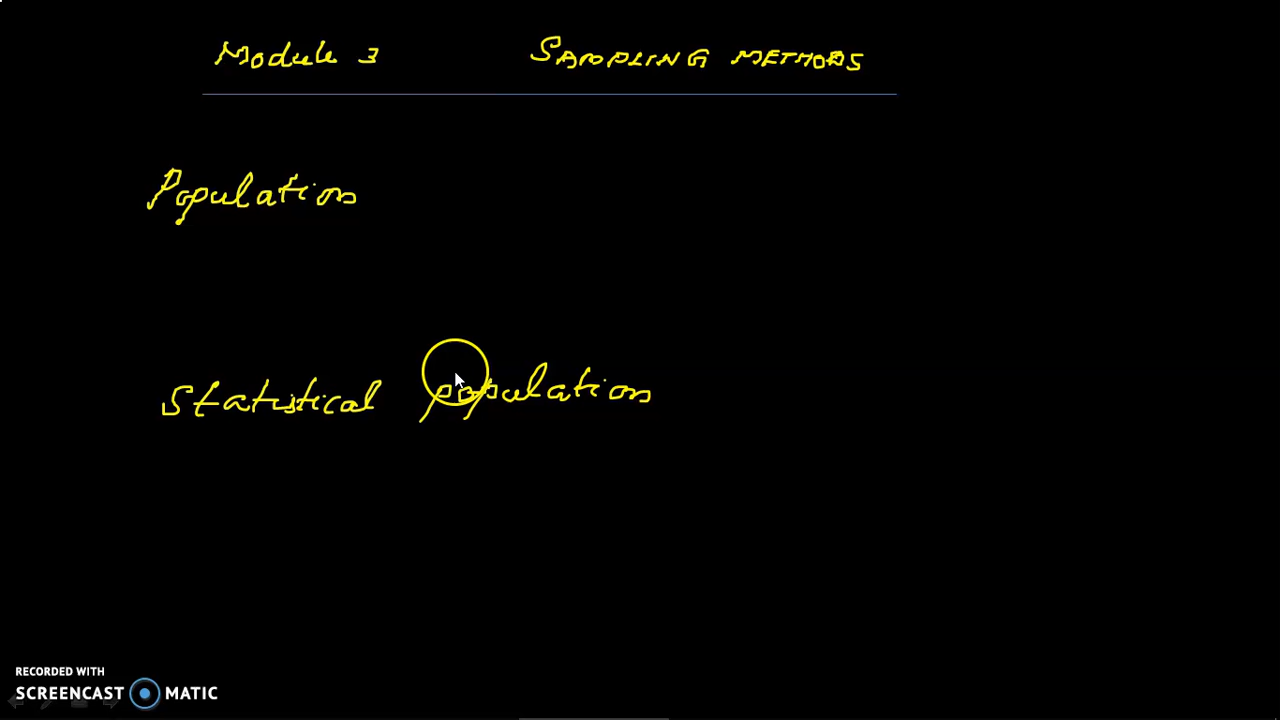 Module 3 SAMPLING METHODS
Population
Statistical population
RECORDED WITH
SCREENCAST MATIC